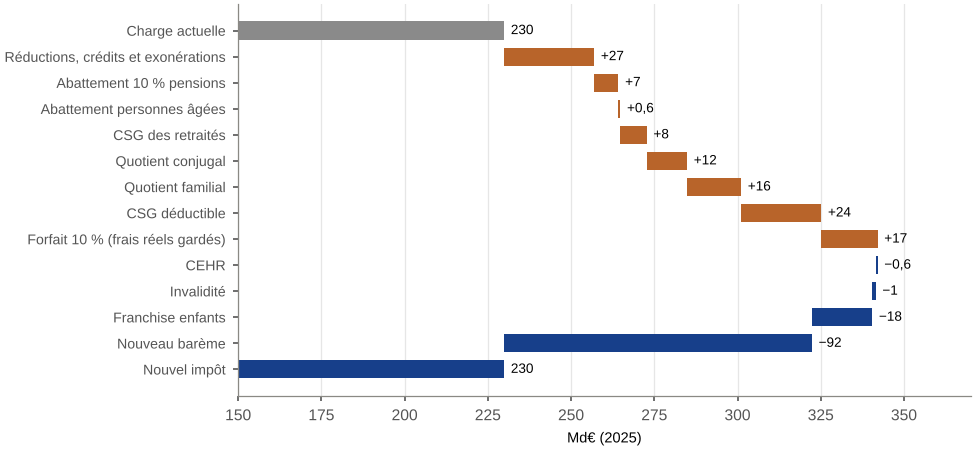 Charge actuelle 230
Réductions, crédits et exonérations +27
Abattement 10 % pensions +7
Abattement personnes âgées +0,6
CSG des retraités +8
Quotient conjugal +12
Quotient familial +16
CSG déductible +24
Forfait 10 % (frais réels gardés) +17
CEHR −0,6
Invalidité −1
Franchise enfants −18
Nouveau barème −92
Nouvel impôt 230
150 175 200 225 250 275 300 325 350
Md€ (2025)